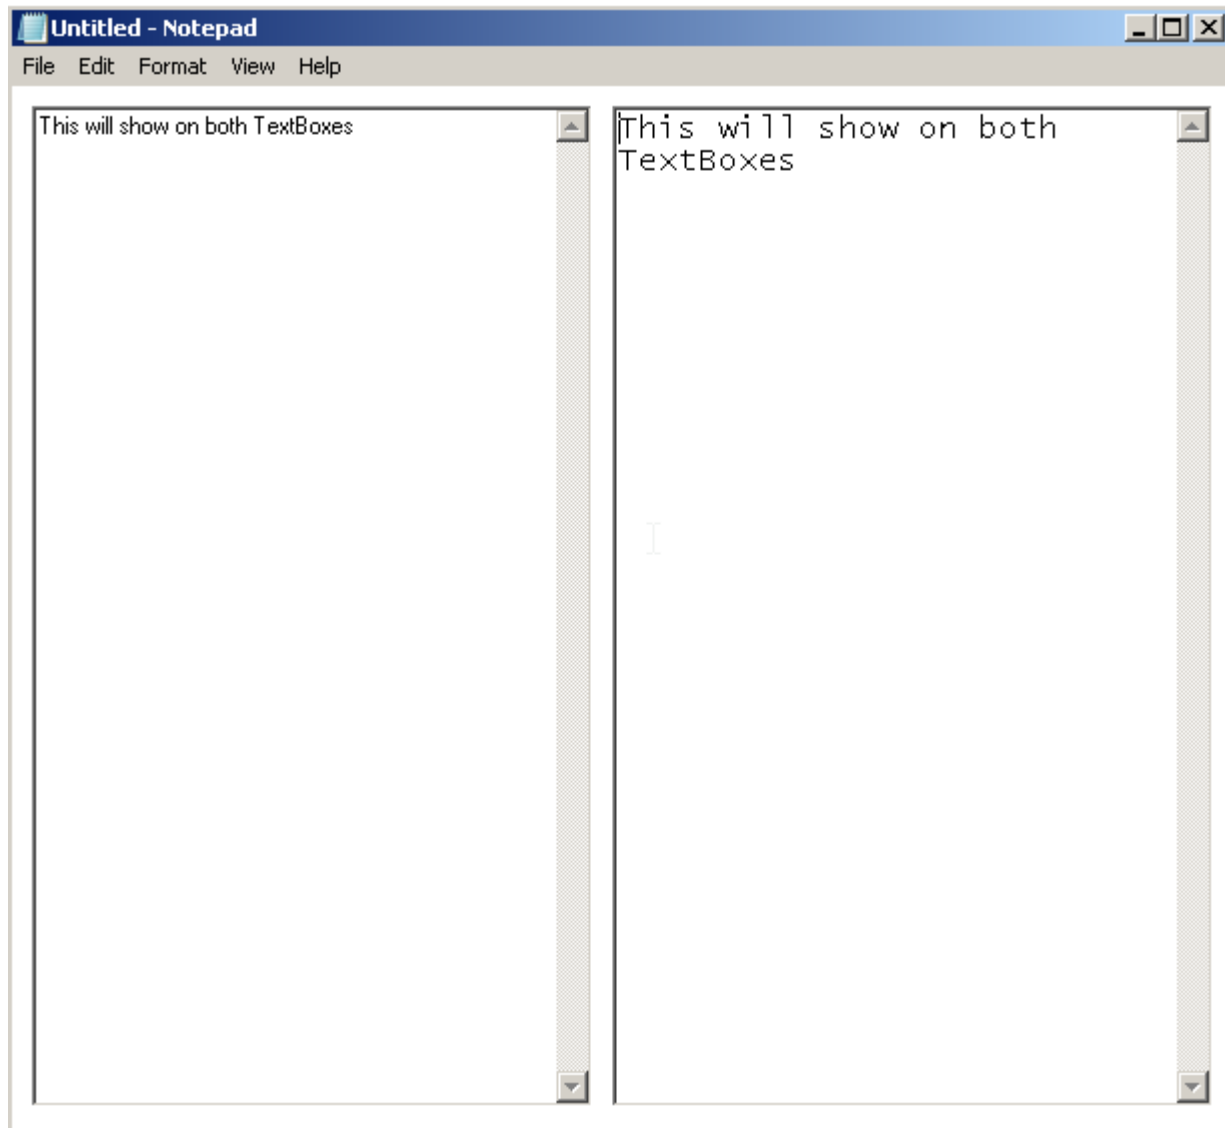 Untitled - Notepad
File Edit Format View Help
This will show on both TextBoxes
This will show on both
TextBoxes